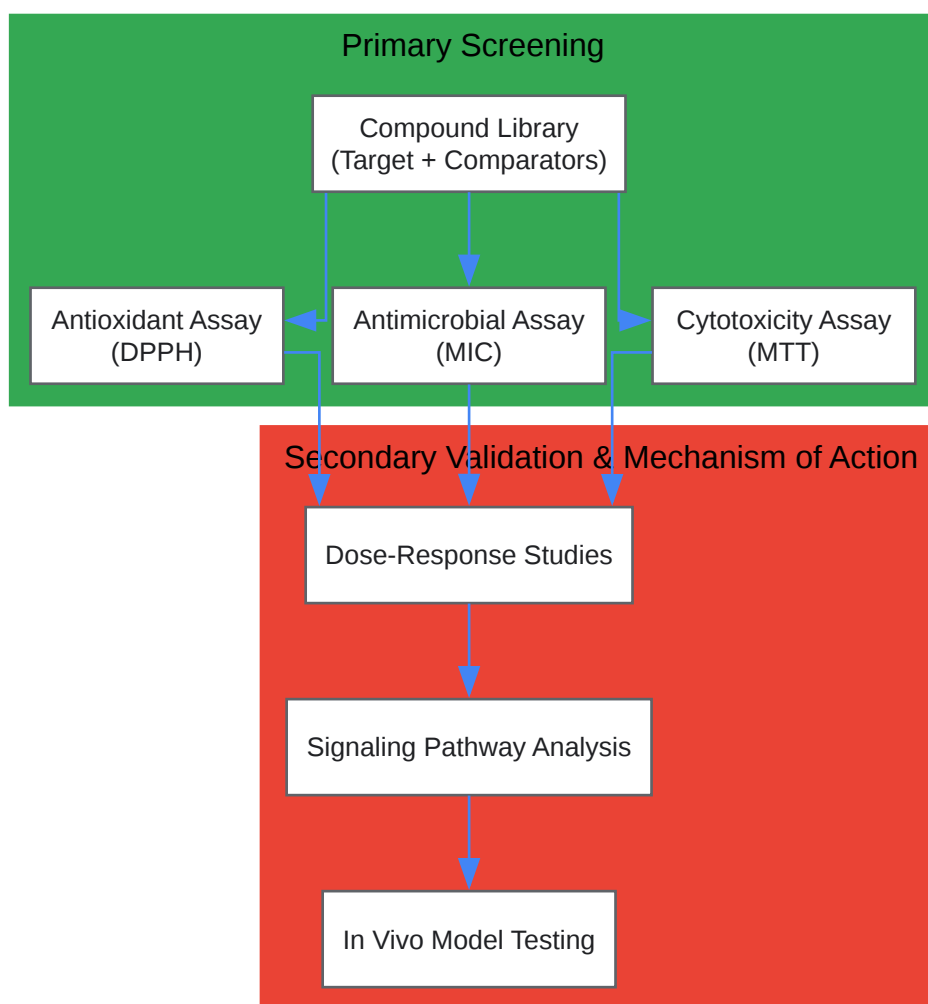 Primary Screening
Compound Library
(Target + Comparators)
Antioxidant Assay
(DPPH)
Antimicrobial Assay
(MIC)
Cytotoxicity Assay
(MTT)
Secondary Validation & Mechanism of Action
Dose-Response Studies
Signaling Pathway Analysis
In Vivo Model Testing